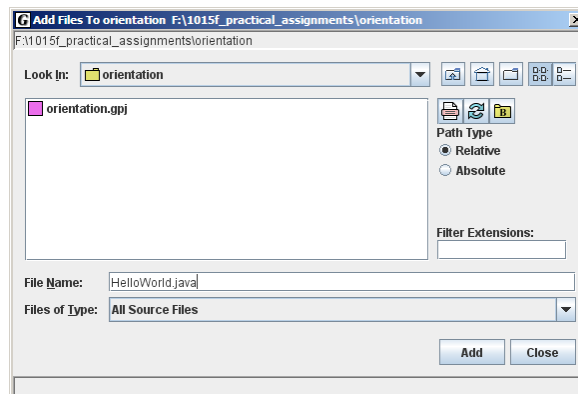 Add Files To orientation F:\1015f_practical_assignments\orientation
F:\1015f_practical_assignments\orientation
Look In: orientation
orientation.gpj
Path Type
Relative
Absolute
Filter Extensions:
File Name: HelloWorld.java
Files of Type: All Source Files
Add Close